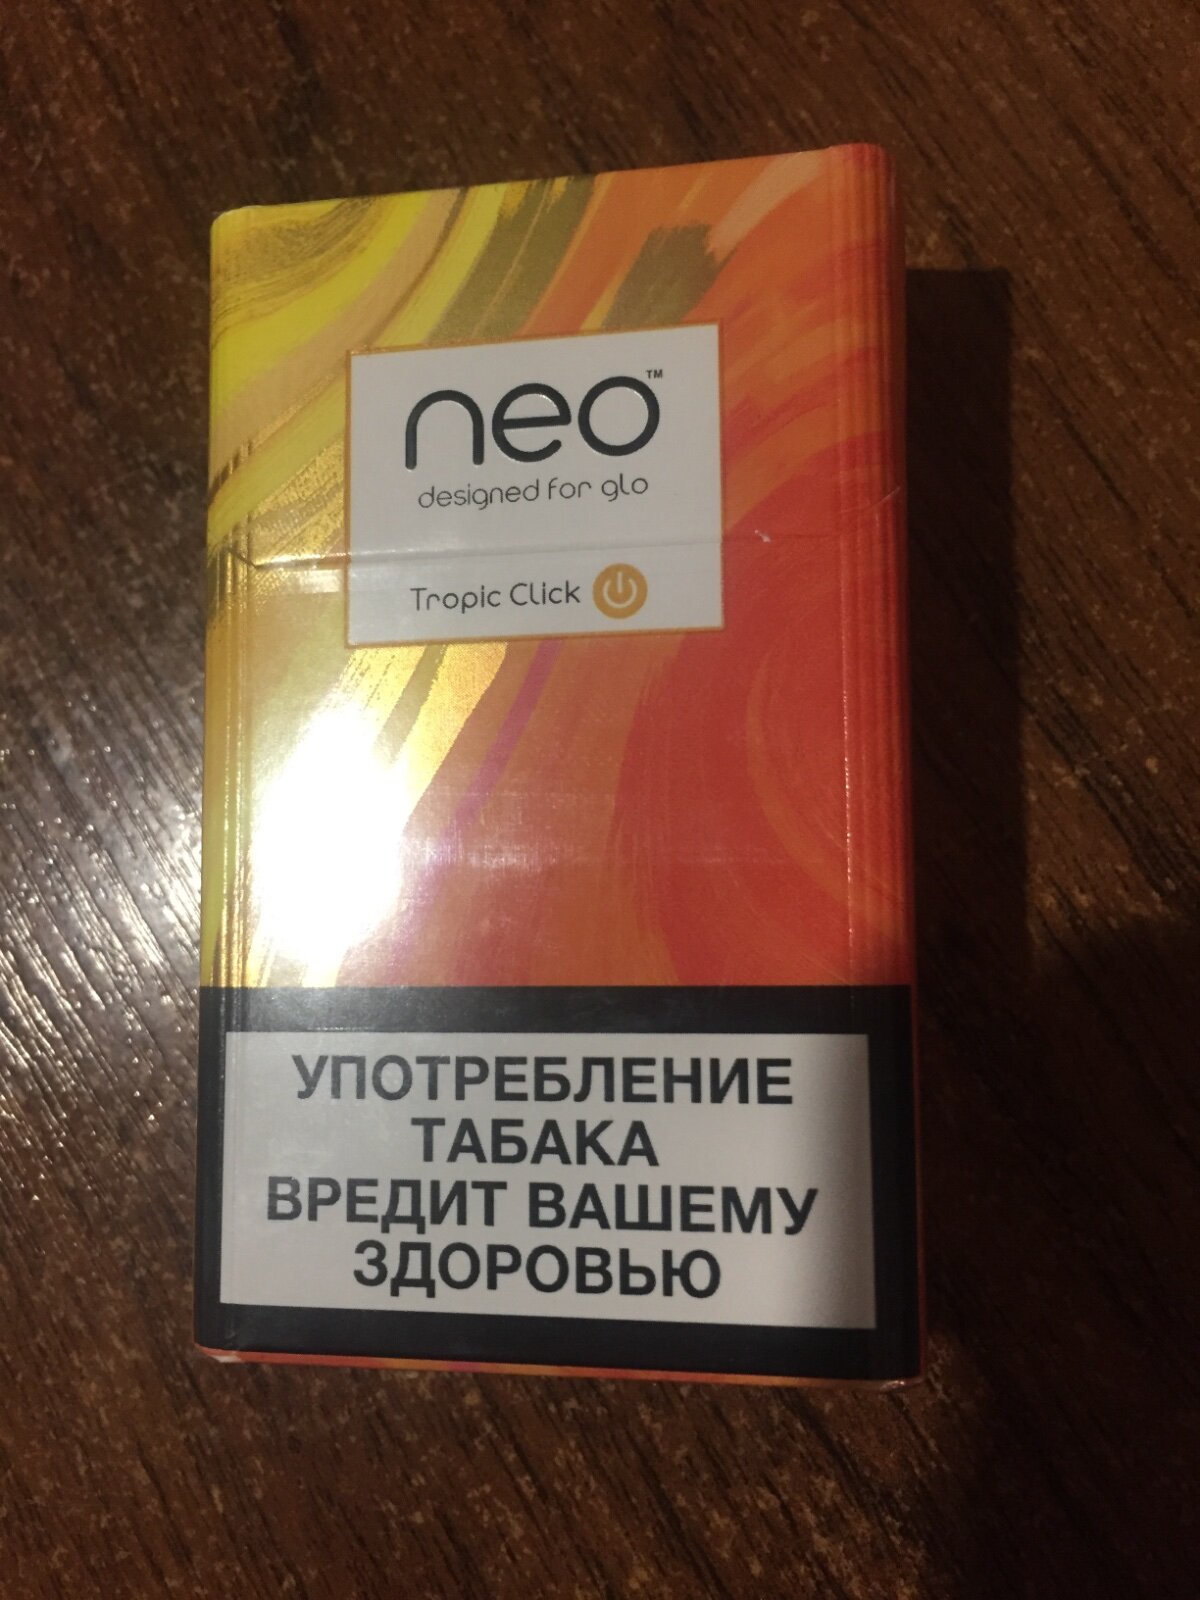 neo™
designed for glo
Tropic Click
УПОТРЕБЛЕНИЕ
ТАБАКА
ВРЕДИТ ВАШЕМУ
ЗДОРОВЬЮ